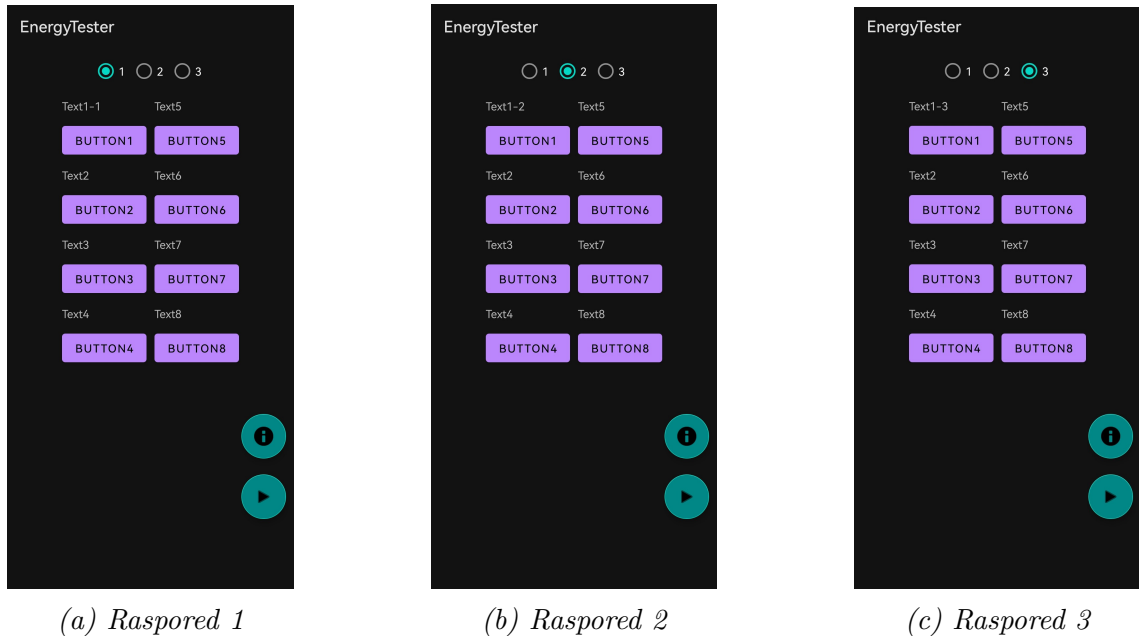 EnergyTester
1 2 3
Text1-1 Text5
BUTTON1 BUTTON5
Text2 Text6
BUTTON2 BUTTON6
Text3 Text7
BUTTON3 BUTTON7
Text4 Text8
BUTTON4 BUTTON8
(a) Raspored 1
EnergyTester
1 2 3
Text1-2 Text5
BUTTON1 BUTTON5
Text2 Text6
BUTTON2 BUTTON6
Text3 Text7
BUTTON3 BUTTON7
Text4 Text8
BUTTON4 BUTTON8
(b) Raspored 2
EnergyTester
1 2 3
Text1-3 Text5
BUTTON1 BUTTON5
Text2 Text6
BUTTON2 BUTTON6
Text3 Text7
BUTTON3 BUTTON7
Text4 Text8
BUTTON4 BUTTON8
(c) Raspored 3